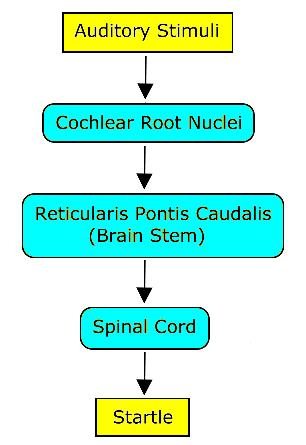 Auditory Stimuli
Cochlear Root Nuclei
Reticularis Pontis Caudalis
(Brain Stem)
Spinal Cord
Startle